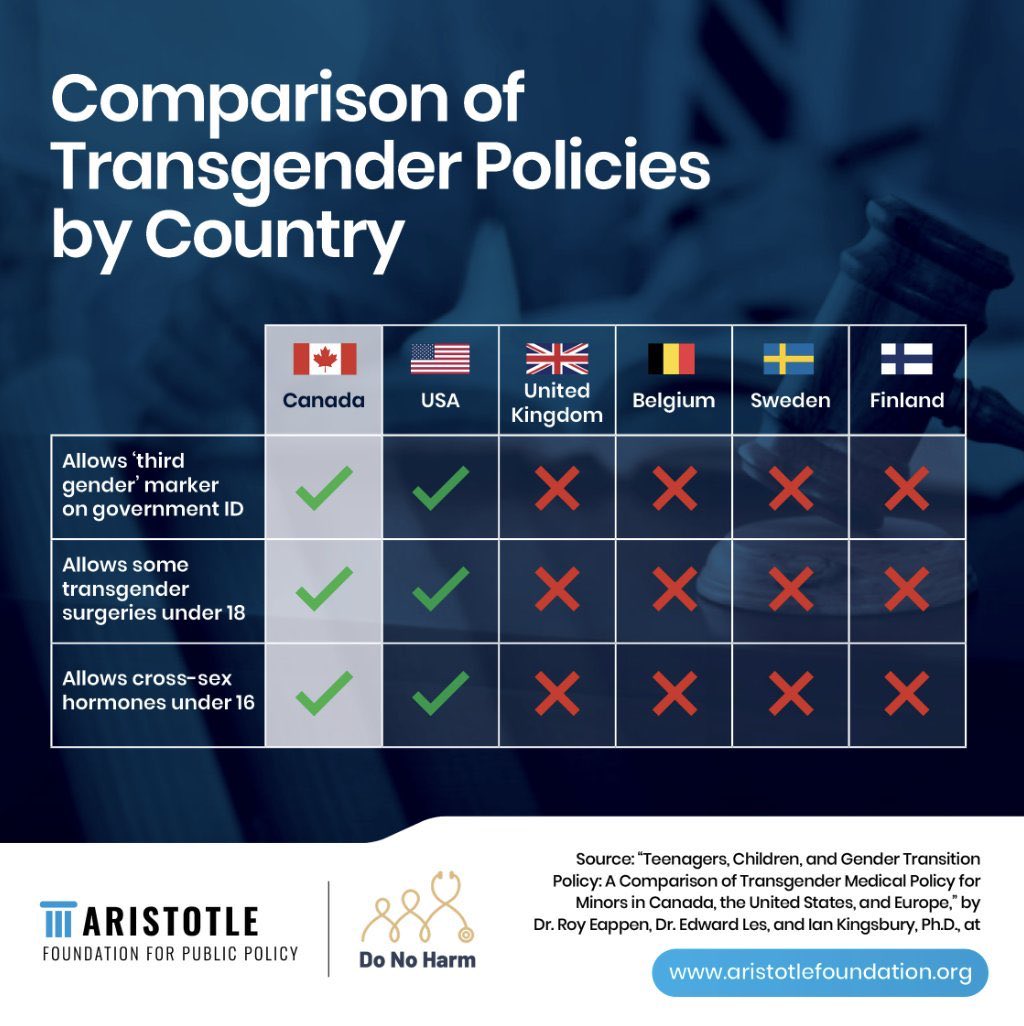 Comparison of
Transgender Policies
by Country
Canada
USA
United
Kingdom
Belgium
Sweden
Finland
Allows ‘third
gender’ marker
on government ID
Allows some
transgender
surgeries under 18
Allows cross-sex
hormones under 16
ARISTOTLE
FOUNDATION FOR PUBLIC POLICY
Do No Harm
Source: “Teenagers, Children, and Gender Transition
Policy: A Comparison of Transgender Medical Policy for
Minors in Canada, the United States, and Europe,” by
Dr. Roy Eappen, Dr. Edward Les, and Ian Kingsbury, Ph.D., at
www.aristotlefoundation.org